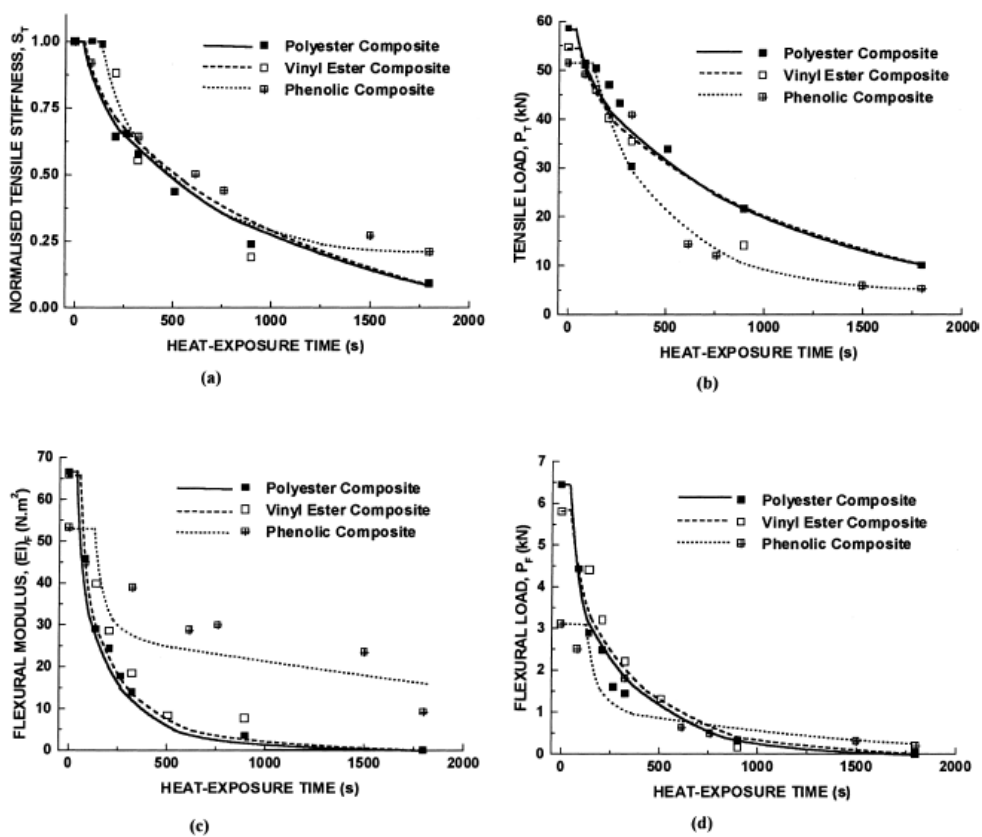 NORMALISED TENSILE STIFFNESS, S_T
1.00
0.75
0.50
0.25
0.00
Polyester Composite
Vinyl Ester Composite
Phenolic Composite
0 500 1000 1500 2000
HEAT-EXPOSURE TIME (s)
(a)
TENSILE LOAD, P_T (kN)
60
50
40
30
20
10
0
Polyester Composite
Vinyl Ester Composite
Phenolic Composite
0 500 1000 1500 2000
HEAT-EXPOSURE TIME (s)
(b)
FLEXURAL MODULUS, (EI)_F (N.m²)
70
60
50
40
30
20
10
0
Polyester Composite
Vinyl Ester Composite
Phenolic Composite
0 500 1000 1500 2000
HEAT-EXPOSURE TIME (s)
(c)
FLEXURAL LOAD, P_F (kN)
7
6
5
4
3
2
1
0
Polyester Composite
Vinyl Ester Composite
Phenolic Composite
0 500 1000 1500 2000
HEAT-EXPOSURE TIME (s)
(d)